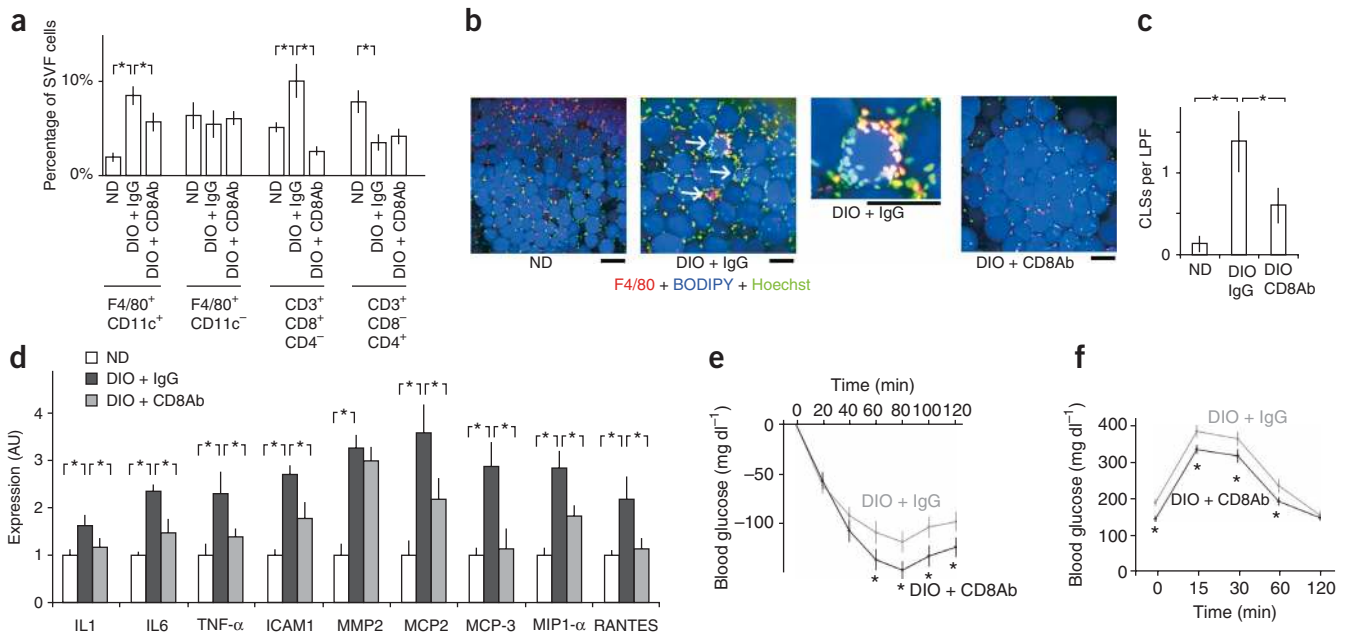 a
Percentage of SVF cells
10%
0%
* * * * *
ND
DIO + IgG
DIO + CD8Ab
ND
DIO + IgG
DIO + CD8Ab
ND
DIO + IgG
DIO + CD8Ab
ND
DIO + IgG
DIO + CD8Ab
F4/80⁺
CD11c⁺
F4/80⁺
CD11c⁻
CD3⁺
CD8⁺
CD4⁻
CD3⁺
CD8⁻
CD4⁺
b
ND
DIO + IgG
DIO + IgG
DIO + CD8Ab
F4/80 + BODIPY + Hoechst
c
CLSs per LPF
1
0
* *
ND
DIO
IgG
DIO
CD8Ab
d
ND
DIO + IgG
DIO + CD8Ab
Expression (AU)
4
3
2
1
0
* * * * * * * * * * * * * * * * *
IL1 IL6 TNF-α ICAM1 MMP2 MCP2 MCP-3 MIP1-α RANTES
e
Time (min)
0 20 40 60 80 100 120
Blood glucose (mg dl⁻¹)
0
−50
−100
DIO + IgG
* * * *
DIO + CD8Ab
f
Blood glucose (mg dl⁻¹)
400
300
200
100
0
DIO + IgG
DIO + CD8Ab
* * * *
0 15 30 60 120
Time (min)